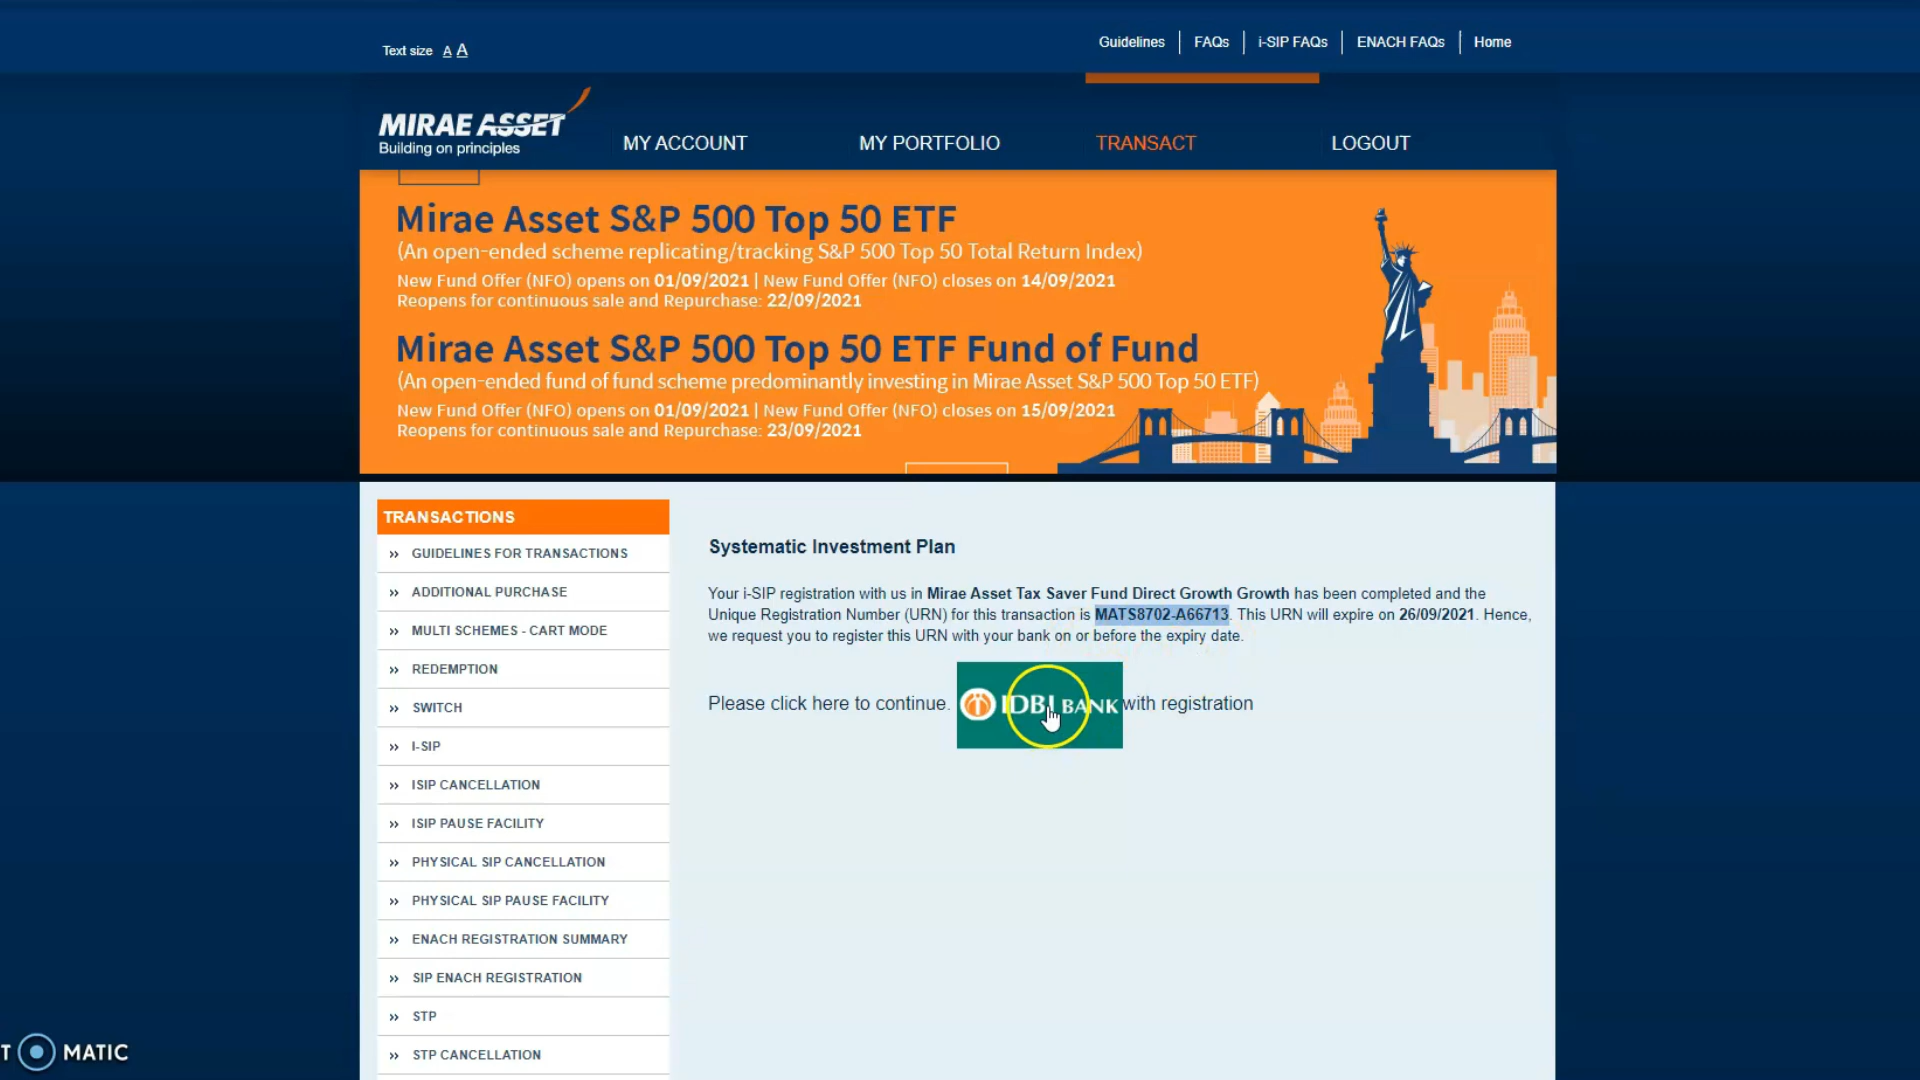 Text size A A
Guidelines FAQs i-SIP FAQs ENACH FAQs Home
MIRAE ASSET
Building on principles
MY ACCOUNT MY PORTFOLIO TRANSACT LOGOUT
Mirae Asset S&P 500 Top 50 ETF
(An open-ended scheme replicating/tracking S&P 500 Top 50 Total Return Index)
New Fund Offer (NFO) opens on 01/09/2021 | New Fund Offer (NFO) closes on 14/09/2021
Reopens for continuous sale and Repurchase: 22/09/2021
Mirae Asset S&P 500 Top 50 ETF Fund of Fund
(An open-ended fund of fund scheme predominantly investing in Mirae Asset S&P 500 Top 50 ETF)
New Fund Offer (NFO) opens on 01/09/2021 | New Fund Offer (NFO) closes on 15/09/2021
Reopens for continuous sale and Repurchase: 23/09/2021
TRANSACTIONS
» GUIDELINES FOR TRANSACTIONS
» ADDITIONAL PURCHASE
» MULTI SCHEMES - CART MODE
» REDEMPTION
» SWITCH
» I-SIP
» ISIP CANCELLATION
» ISIP PAUSE FACILITY
» PHYSICAL SIP CANCELLATION
» PHYSICAL SIP PAUSE FACILITY
» ENACH REGISTRATION SUMMARY
» SIP ENACH REGISTRATION
» STP
» STP CANCELLATION
Systematic Investment Plan
Your i-SIP registration with us in Mirae Asset Tax Saver Fund Direct Growth Growth has been completed and the
Unique Registration Number (URN) for this transaction is MATS8702-A66713. This URN will expire on 26/09/2021. Hence,
we request you to register this URN with your bank on or before the expiry date.
Please click here to continue. IDBI BANK with registration
T MATIC